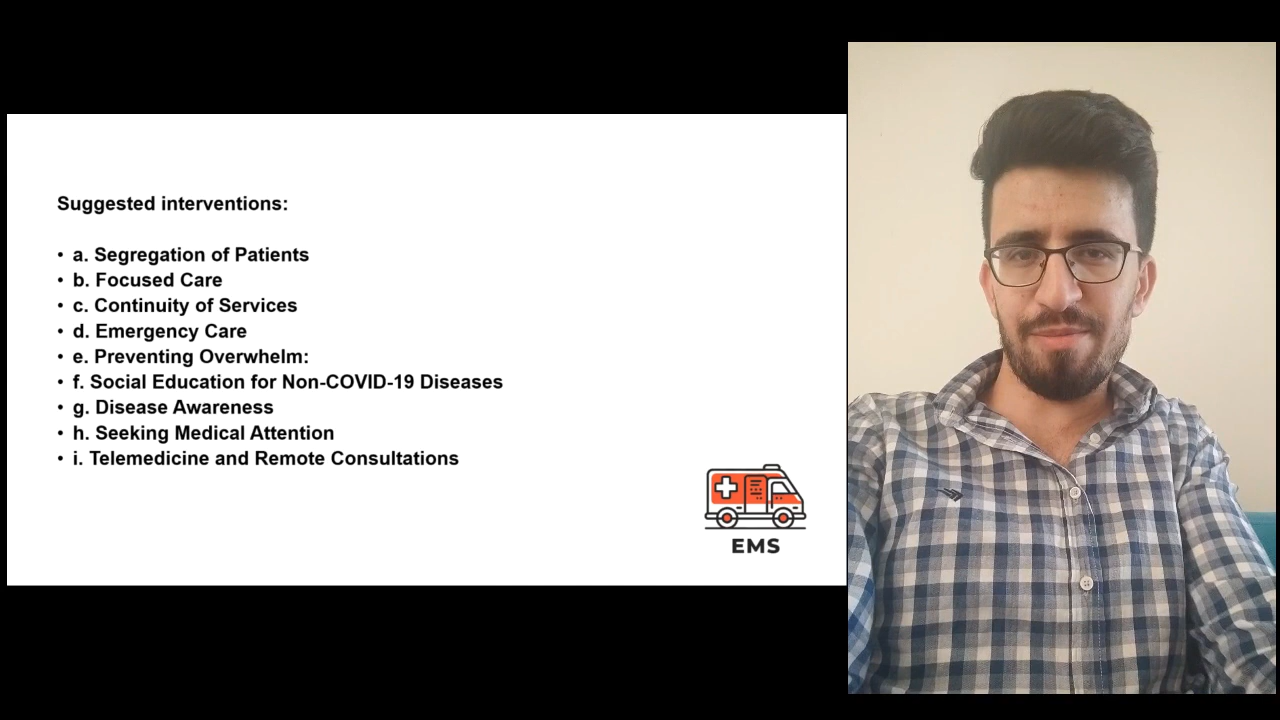 Suggested interventions:
• a. Segregation of Patients
• b. Focused Care
• c. Continuity of Services
• d. Emergency Care
• e. Preventing Overwhelm:
• f. Social Education for Non-COVID-19 Diseases
• g. Disease Awareness
• h. Seeking Medical Attention
• i. Telemedicine and Remote Consultations
EMS